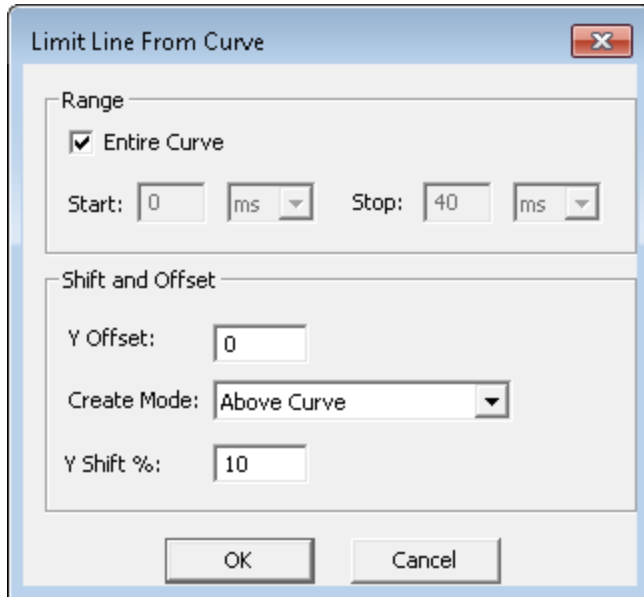 Limit Line From Curve
Range
Entire Curve
Start: 0 ms Stop: 40 ms
Shift and Offset
Y Offset: 0
Create Mode: Above Curve
Y Shift %: 10
OK Cancel